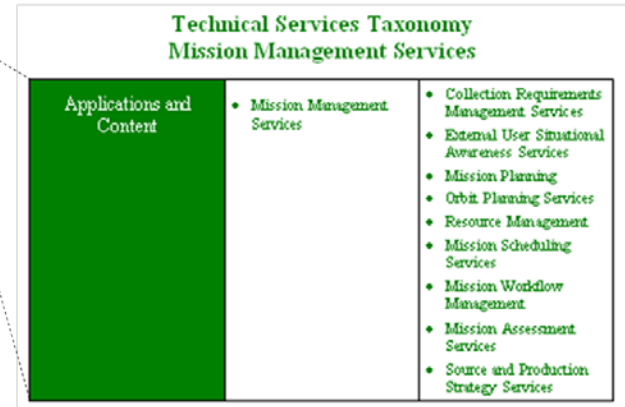 Technical Services Taxonomy
Mission Management Services
Applications and
Content
• Mission Management
Services
• Collection Requirements
Management Services
• External User Situational
Awareness Services
• Mission Planning
• Orbit Planning Services
• Resource Management
• Mission Scheduling
Services
• Mission Workflow
Management
• Mission Assessment
Services
• Source and Production
Strategy Services